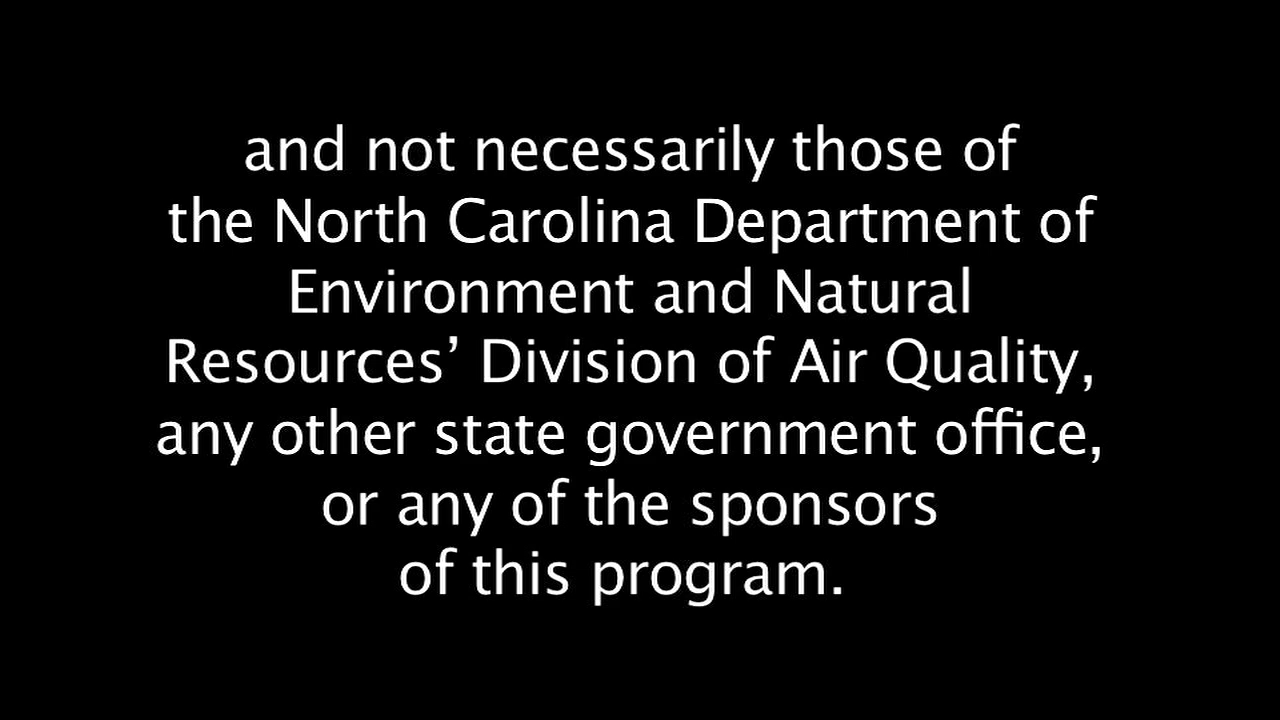 and not necessarily those of
the North Carolina Department of
Environment and Natural
Resources’ Division of Air Quality,
any other state government office,
or any of the sponsors
of this program.